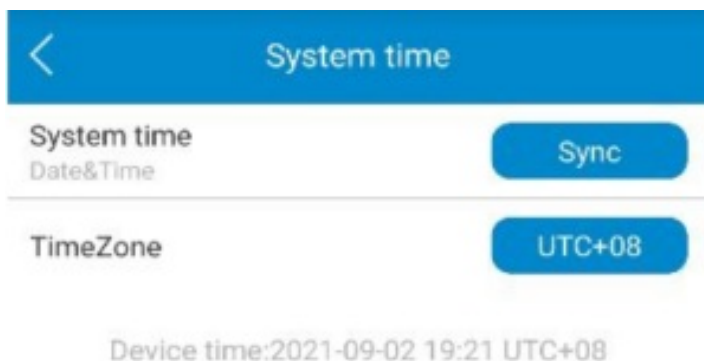 System time
System time
Sync
Date&Time
TimeZone
UTC+08
Device time:2021-09-02 19:21 UTC+08